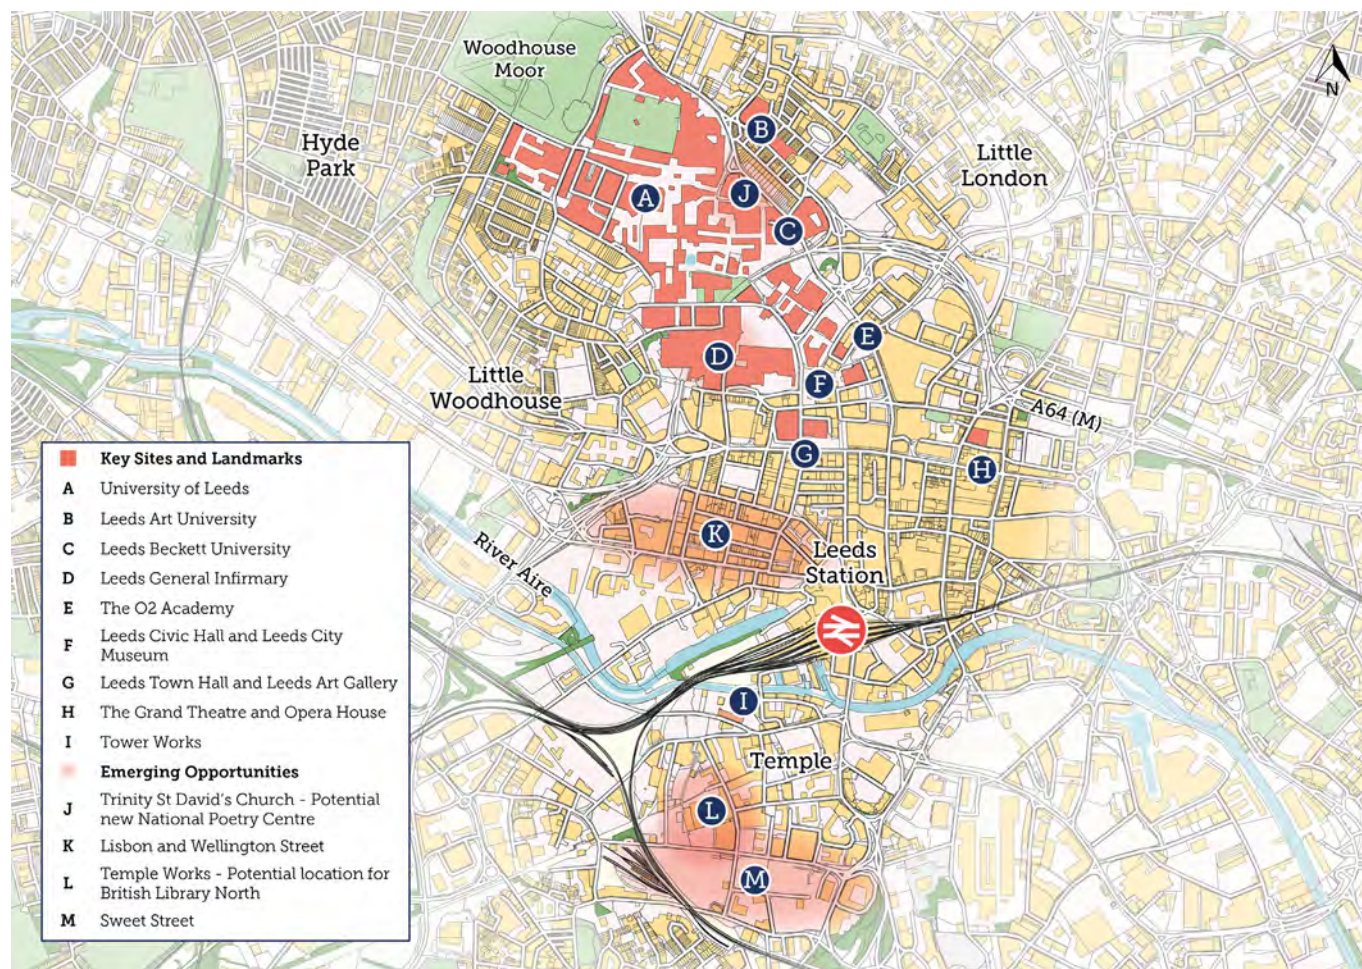 Woodhouse
Moor
N
Hyde
Park
B
Little
London
A
J
C
E
D
F
Little
Woodhouse
A64 (M)
G
H
K
River Aire
Leeds
Station
I
Temple
L
M
Key Sites and Landmarks
A University of Leeds
B Leeds Art University
C Leeds Beckett University
D Leeds General Infirmary
E The O2 Academy
F Leeds Civic Hall and Leeds City
Museum
G Leeds Town Hall and Leeds Art Gallery
H The Grand Theatre and Opera House
I Tower Works
Emerging Opportunities
J Trinity St David's Church - Potential
new National Poetry Centre
K Lisbon and Wellington Street
L Temple Works - Potential location for
British Library North
M Sweet Street